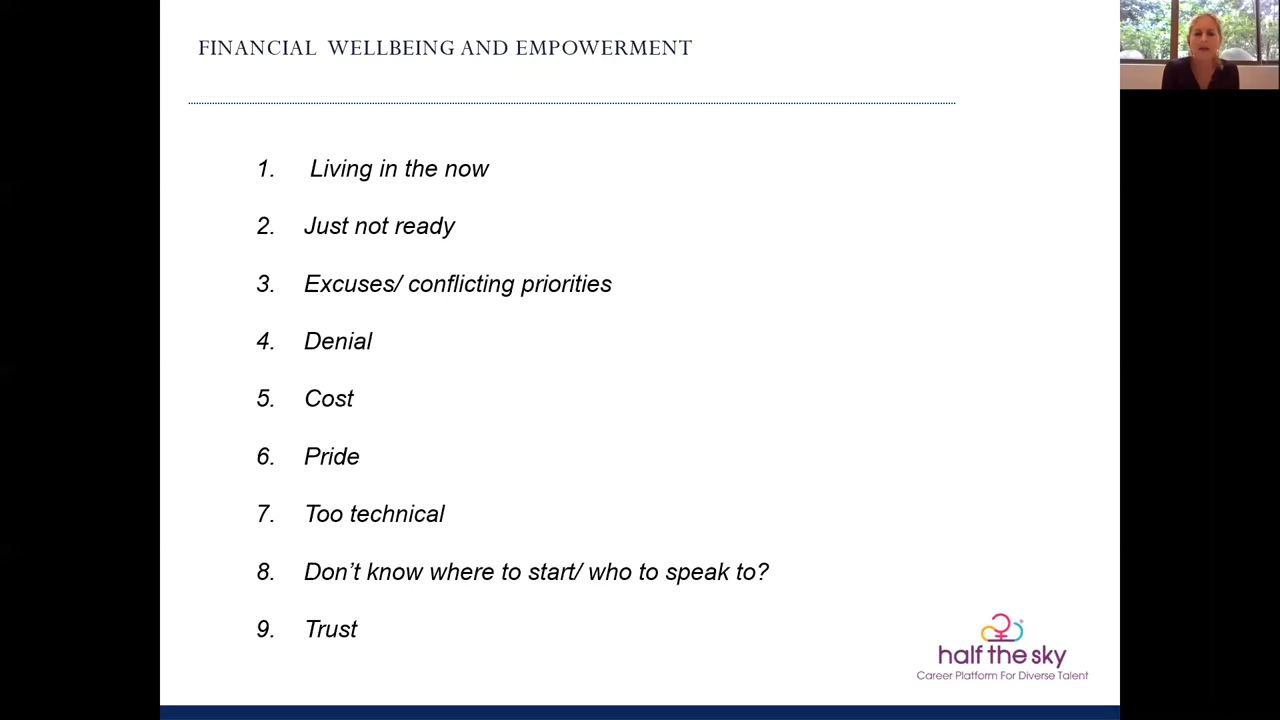 FINANCIAL WELLBEING AND EMPOWERMENT
1. Living in the now
2. Just not ready
3. Excuses/ conflicting priorities
4. Denial
5. Cost
6. Pride
7. Too technical
8. Don't know where to start/ who to speak to?
9. Trust
half the sky
Career Platform For Diverse Talent